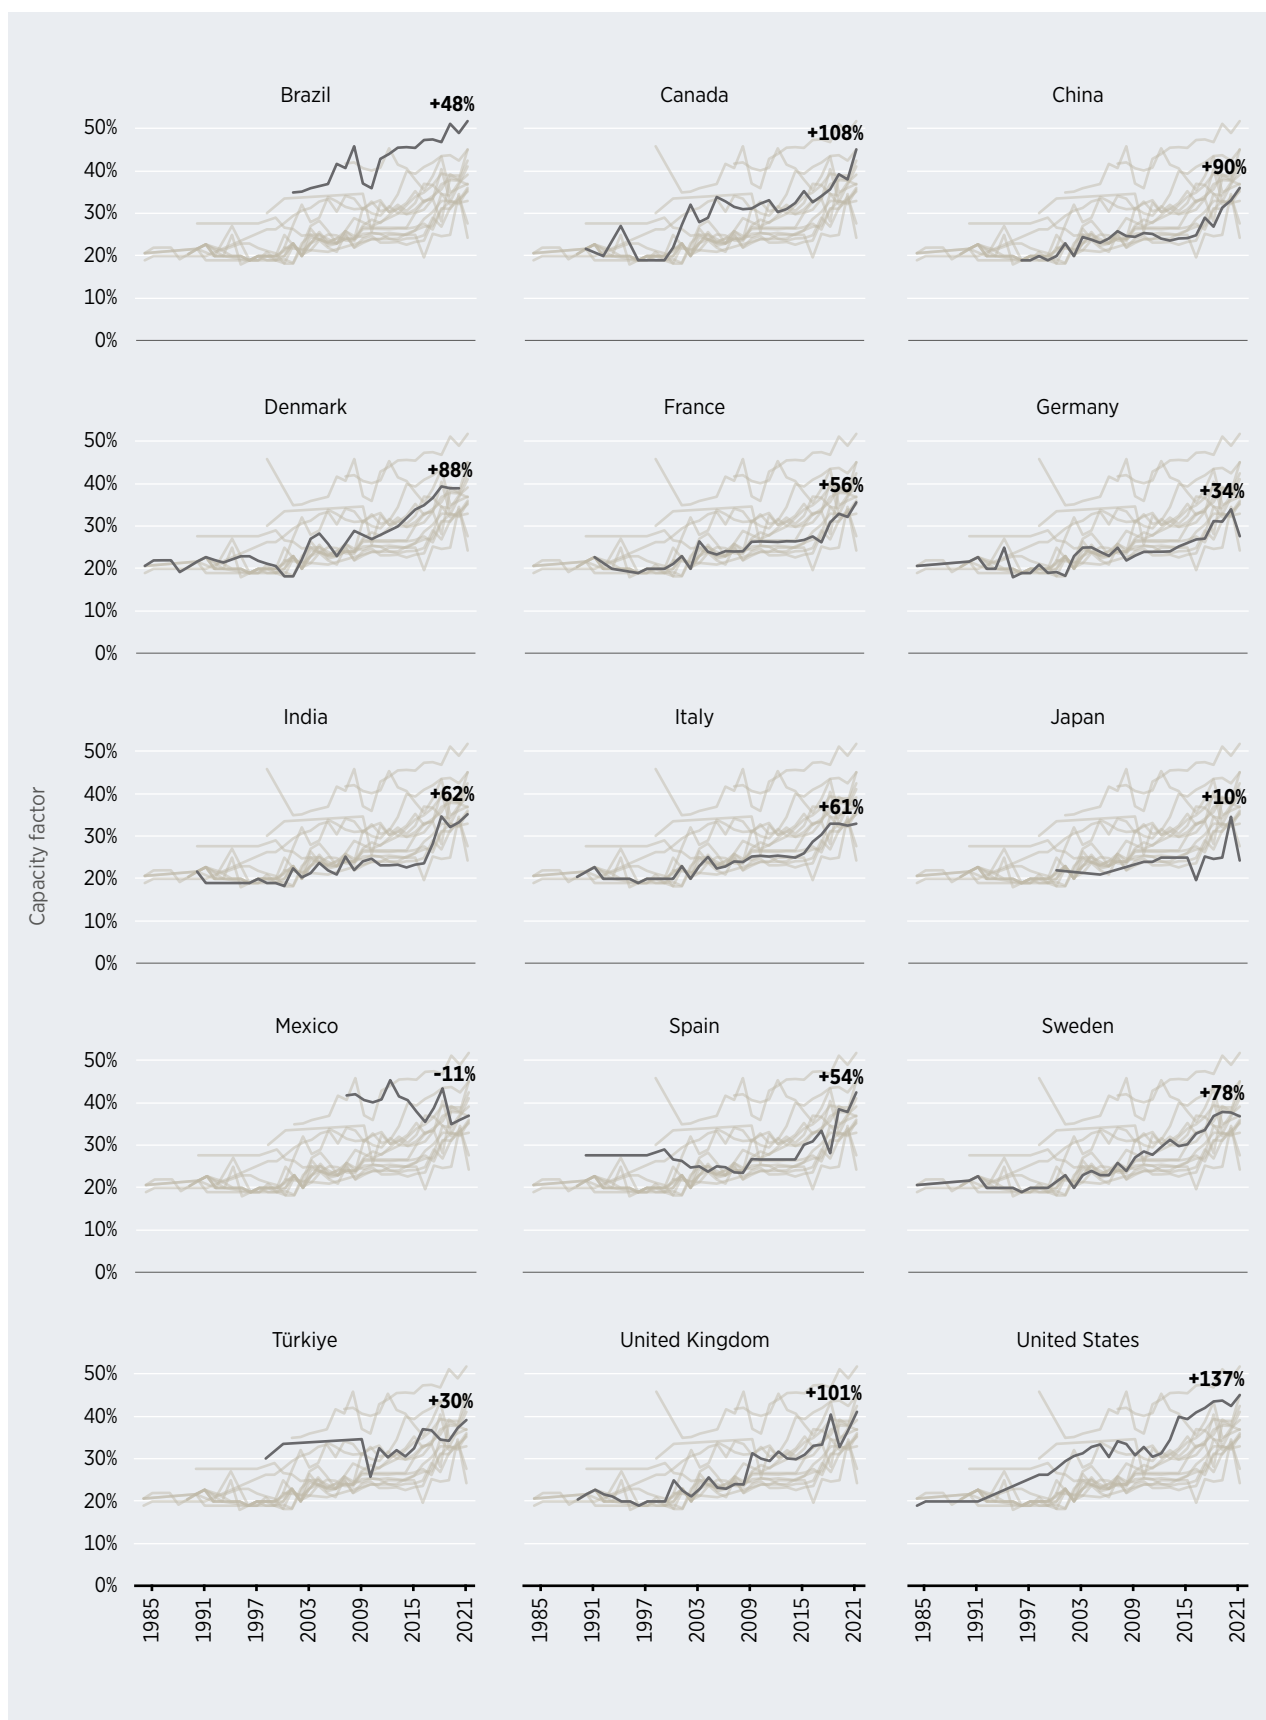 Brazil
Canada
China
+48%
+108%
+90%
50%
40%
30%
20%
10%
0%
Denmark
France
Germany
+88%
+56%
+34%
50%
40%
30%
20%
10%
0%
India
Italy
Japan
+62%
+61%
+10%
50%
40%
30%
20%
10%
0%
Capacity factor
Mexico
Spain
Sweden
-11%
+54%
+78%
50%
40%
30%
20%
10%
0%
Türkiye
United Kingdom
United States
+30%
+101%
+137%
50%
40%
30%
20%
10%
0%
1985 1991 1997 2003 2009 2015 2021
1985 1991 1997 2003 2009 2015 2021
1985 1991 1997 2003 2009 2015 2021